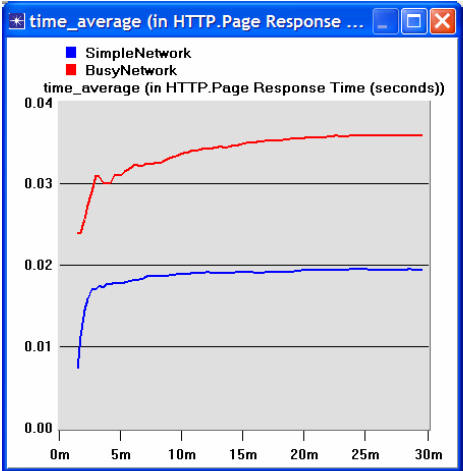 time_average (in HTTP.Page Response ...
SimpleNetwork
BusyNetwork
time_average (in HTTP.Page Response Time (seconds))
0.04
0.03
0.02
0.01
0.00
0m 5m 10m 15m 20m 25m 30m